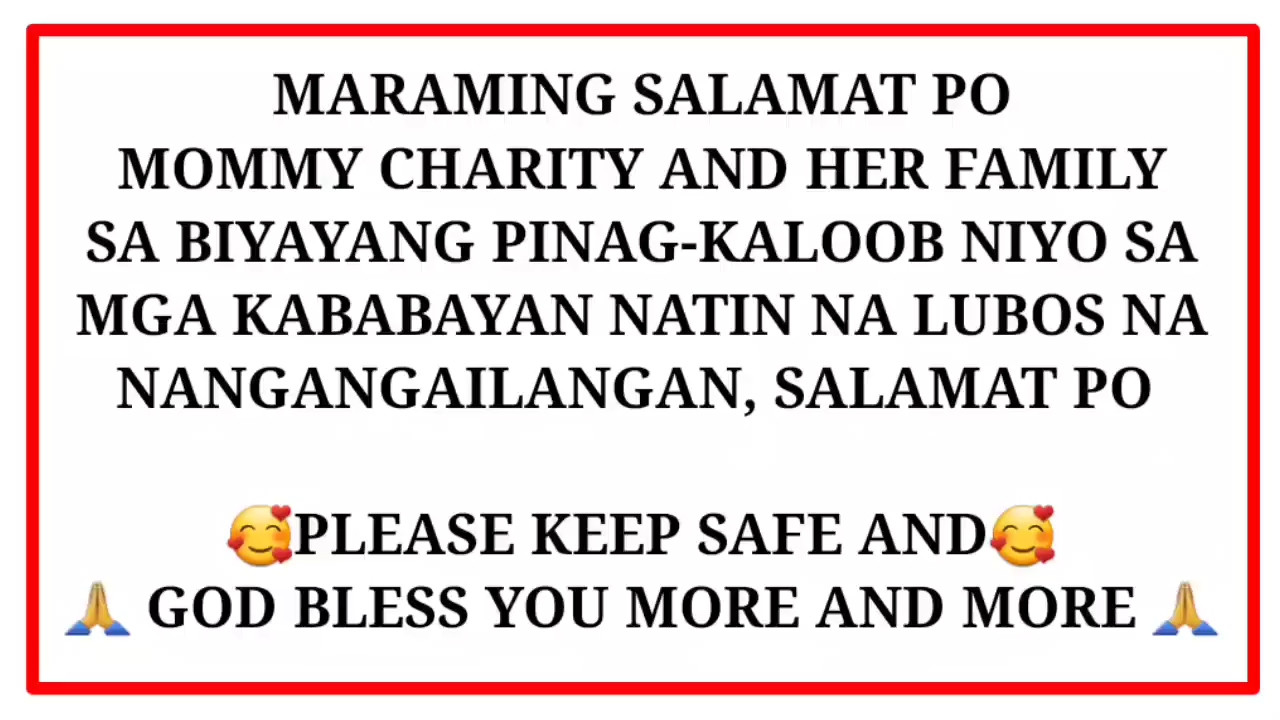 MARAMING SALAMAT PO
MOMMY CHARITY AND HER FAMILY
SA BIYAYANG PINAG-KALOOB NIYO SA
MGA KABABAYAN NATIN NA LUBOS NA
NANGANGAILANGAN, SALAMAT PO
🥰PLEASE KEEP SAFE AND🥰
🙏 GOD BLESS YOU MORE AND MORE 🙏